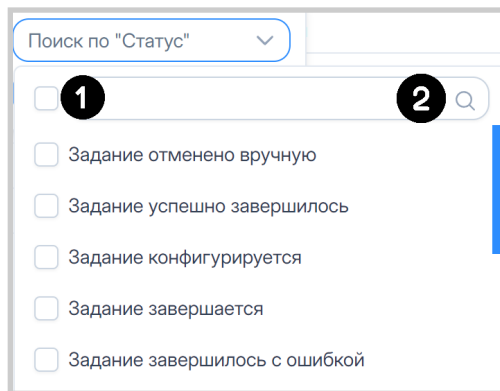 Поиск по "Статус"
1 2
Задание отменено вручную
Задание успешно завершилось
Задание конфигурируется
Задание завершается
Задание завершилось с ошибкой